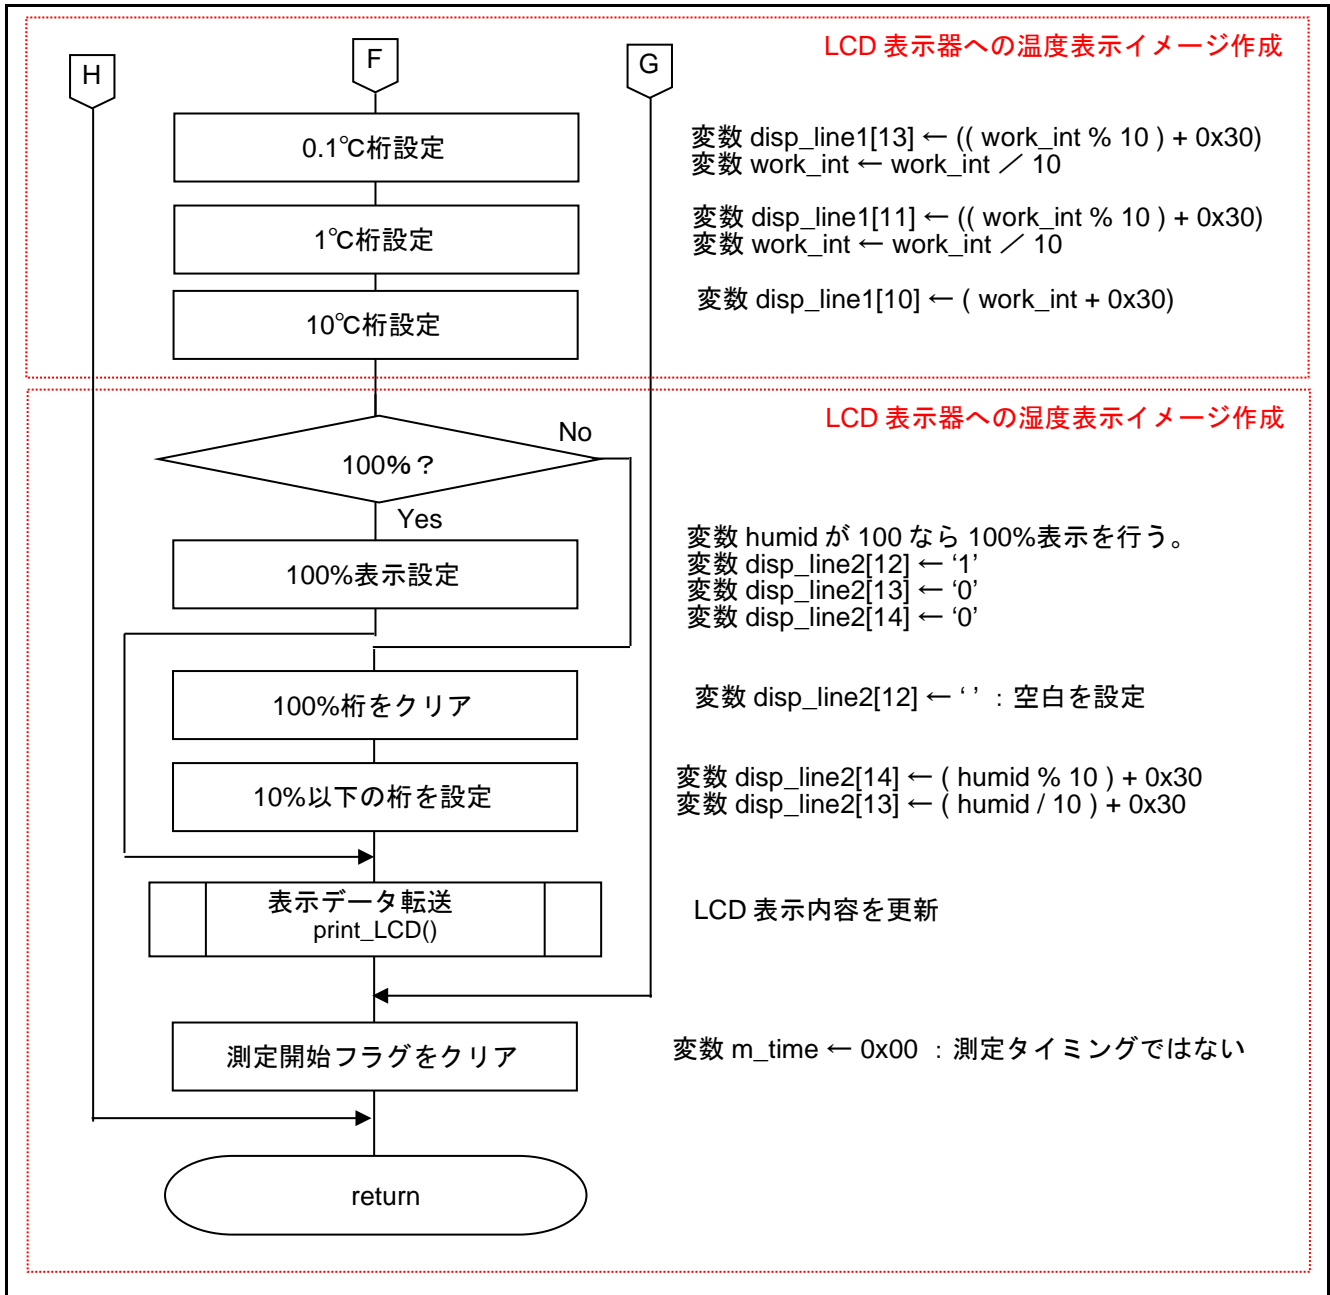 LCD 表示器への温度表示イメージ作成
H
F
G
0.1℃桁設定
変数 disp_line1[13] ← (( work_int % 10 ) + 0x30)
変数 work_int ← work_int ／ 10
1℃桁設定
変数 disp_line1[11] ← (( work_int % 10 ) + 0x30)
変数 work_int ← work_int ／ 10
10℃桁設定
変数 disp_line1[10] ← ( work_int + 0x30)
LCD 表示器への湿度表示イメージ作成
100%？
No
Yes
100%表示設定
変数 humid が 100 なら 100%表示を行う。
変数 disp_line2[12] ← ‘1’
変数 disp_line2[13] ← ‘0’
変数 disp_line2[14] ← ‘0’
100%桁をクリア
変数 disp_line2[12] ← ‘ ’ ：空白を設定
10%以下の桁を設定
変数 disp_line2[14] ← ( humid % 10 ) + 0x30
変数 disp_line2[13] ← ( humid / 10 ) + 0x30
表示データ転送
print_LCD()
LCD 表示内容を更新
測定開始フラグをクリア
変数 m_time ← 0x00 ：測定タイミングではない
return